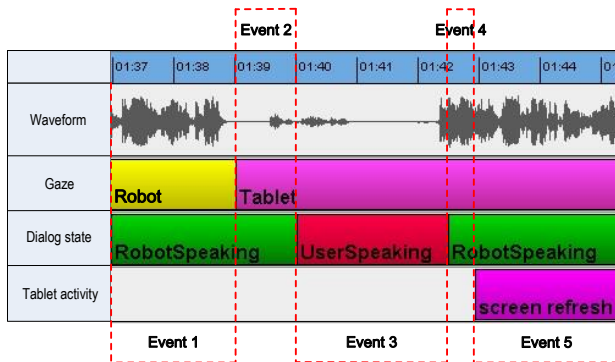 Event 2
Event 4
01:37 01:38 01:39 01:40 01:41 01:42 01:43 01:44
Waveform
Gaze
Robot
Tablet
Dialog state
RobotSpeaking
UserSpeaking
RobotSpeaking
Tablet activity
screen refresh
Event 1
Event 3
Event 5